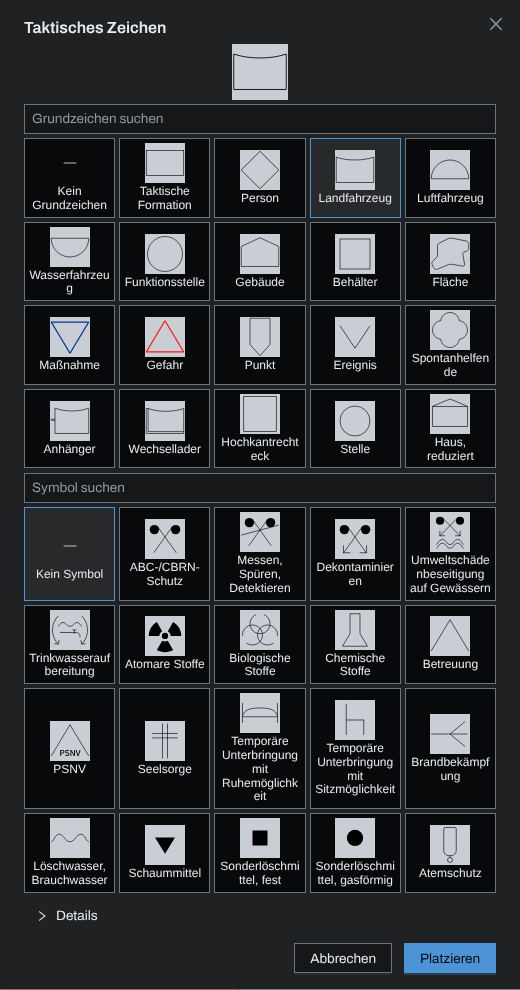 Taktisches Zeichen
Grundzeichen suchen
Kein
Grundzeichen
Taktische
Formation
Person
Landfahrzeug
Luftfahrzeug
Wasserfahrzeu
g
Funktionsstelle
Gebäude
Behälter
Fläche
Maßnahme
Gefahr
Punkt
Ereignis
Spontanhelfen
de
Anhänger
Wechsellader
Hochkantrecht
eck
Stelle
Haus,
reduziert
Symbol suchen
Kein Symbol
ABC-/CBRN-
Schutz
Messen,
Spüren,
Detektieren
Dekontaminier
en
Umweltschäde
nbeseitigung
auf Gewässern
Trinkwasserauf
bereitung
Atomare Stoffe
Biologische
Stoffe
Chemische
Stoffe
Betreuung
PSNV
PSNV
Seelsorge
Temporäre
Unterbringung
mit
Ruhemöglichk
eit
Temporäre
Unterbringung
mit
Sitzmöglichkeit
Brandbekämpf
ung
Löschwasser,
Brauchwasser
Schaummittel
Sonderlöschmi
ttel, fest
Sonderlöschmi
ttel, gasförmig
Atemschutz
Details
Abbrechen
Platzieren